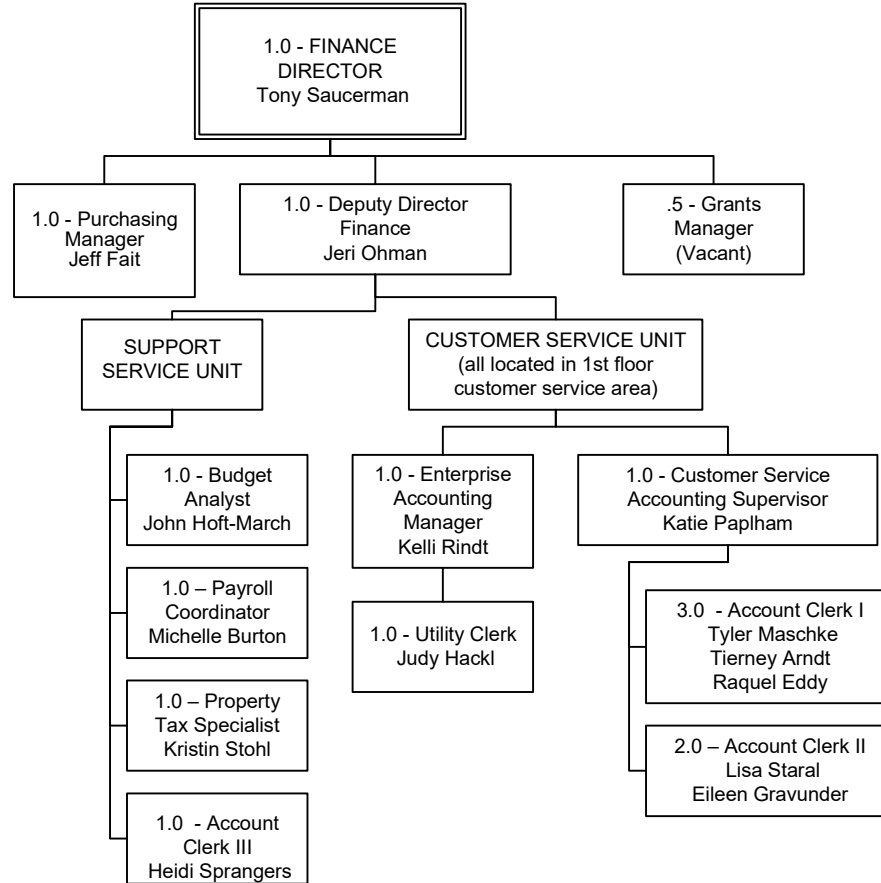 1.0 - FINANCE
DIRECTOR
Tony Saucerman
1.0 - Purchasing
Manager
Jeff Fait
1.0 - Deputy Director
Finance
Jeri Ohman
.5 - Grants
Manager
(Vacant)
SUPPORT
SERVICE UNIT
CUSTOMER SERVICE UNIT
(all located in 1st floor
customer service area)
1.0 - Budget
Analyst
John Hoft-March
1.0 – Payroll
Coordinator
Michelle Burton
1.0 – Property
Tax Specialist
Kristin Stohl
1.0  - Account
Clerk III
Heidi Sprangers
1.0 - Enterprise
Accounting
Manager
Kelli Rindt
1.0 - Utility Clerk
Judy Hackl
1.0 - Customer Service
Accounting Supervisor
Katie Paplham
3.0  - Account Clerk I
Tyler Maschke
Tierney Arndt
Raquel Eddy
2.0 – Account Clerk II
Lisa Staral
Eileen Gravunder